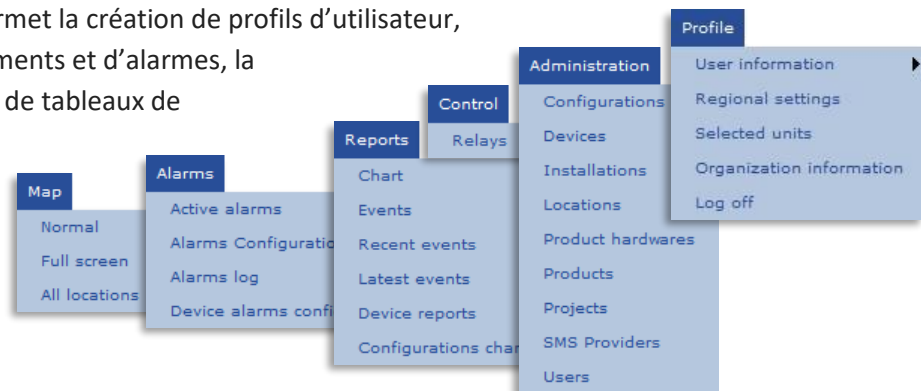 rmet la création de profils d’utilisateur,
ments et d’alarmes, la
de tableaux de
Map
Normal
Full screen
All locations
Alarms
Active alarms
Alarms Configuratio
Alarms log
Device alarms confi
Reports
Chart
Events
Recent events
Latest events
Device reports
Configurations char
Control
Relays
Administration
Configurations
Devices
Installations
Locations
Product hardwares
Products
Projects
SMS Providers
Users
Profile
User information
Regional settings
Selected units
Organization information
Log off